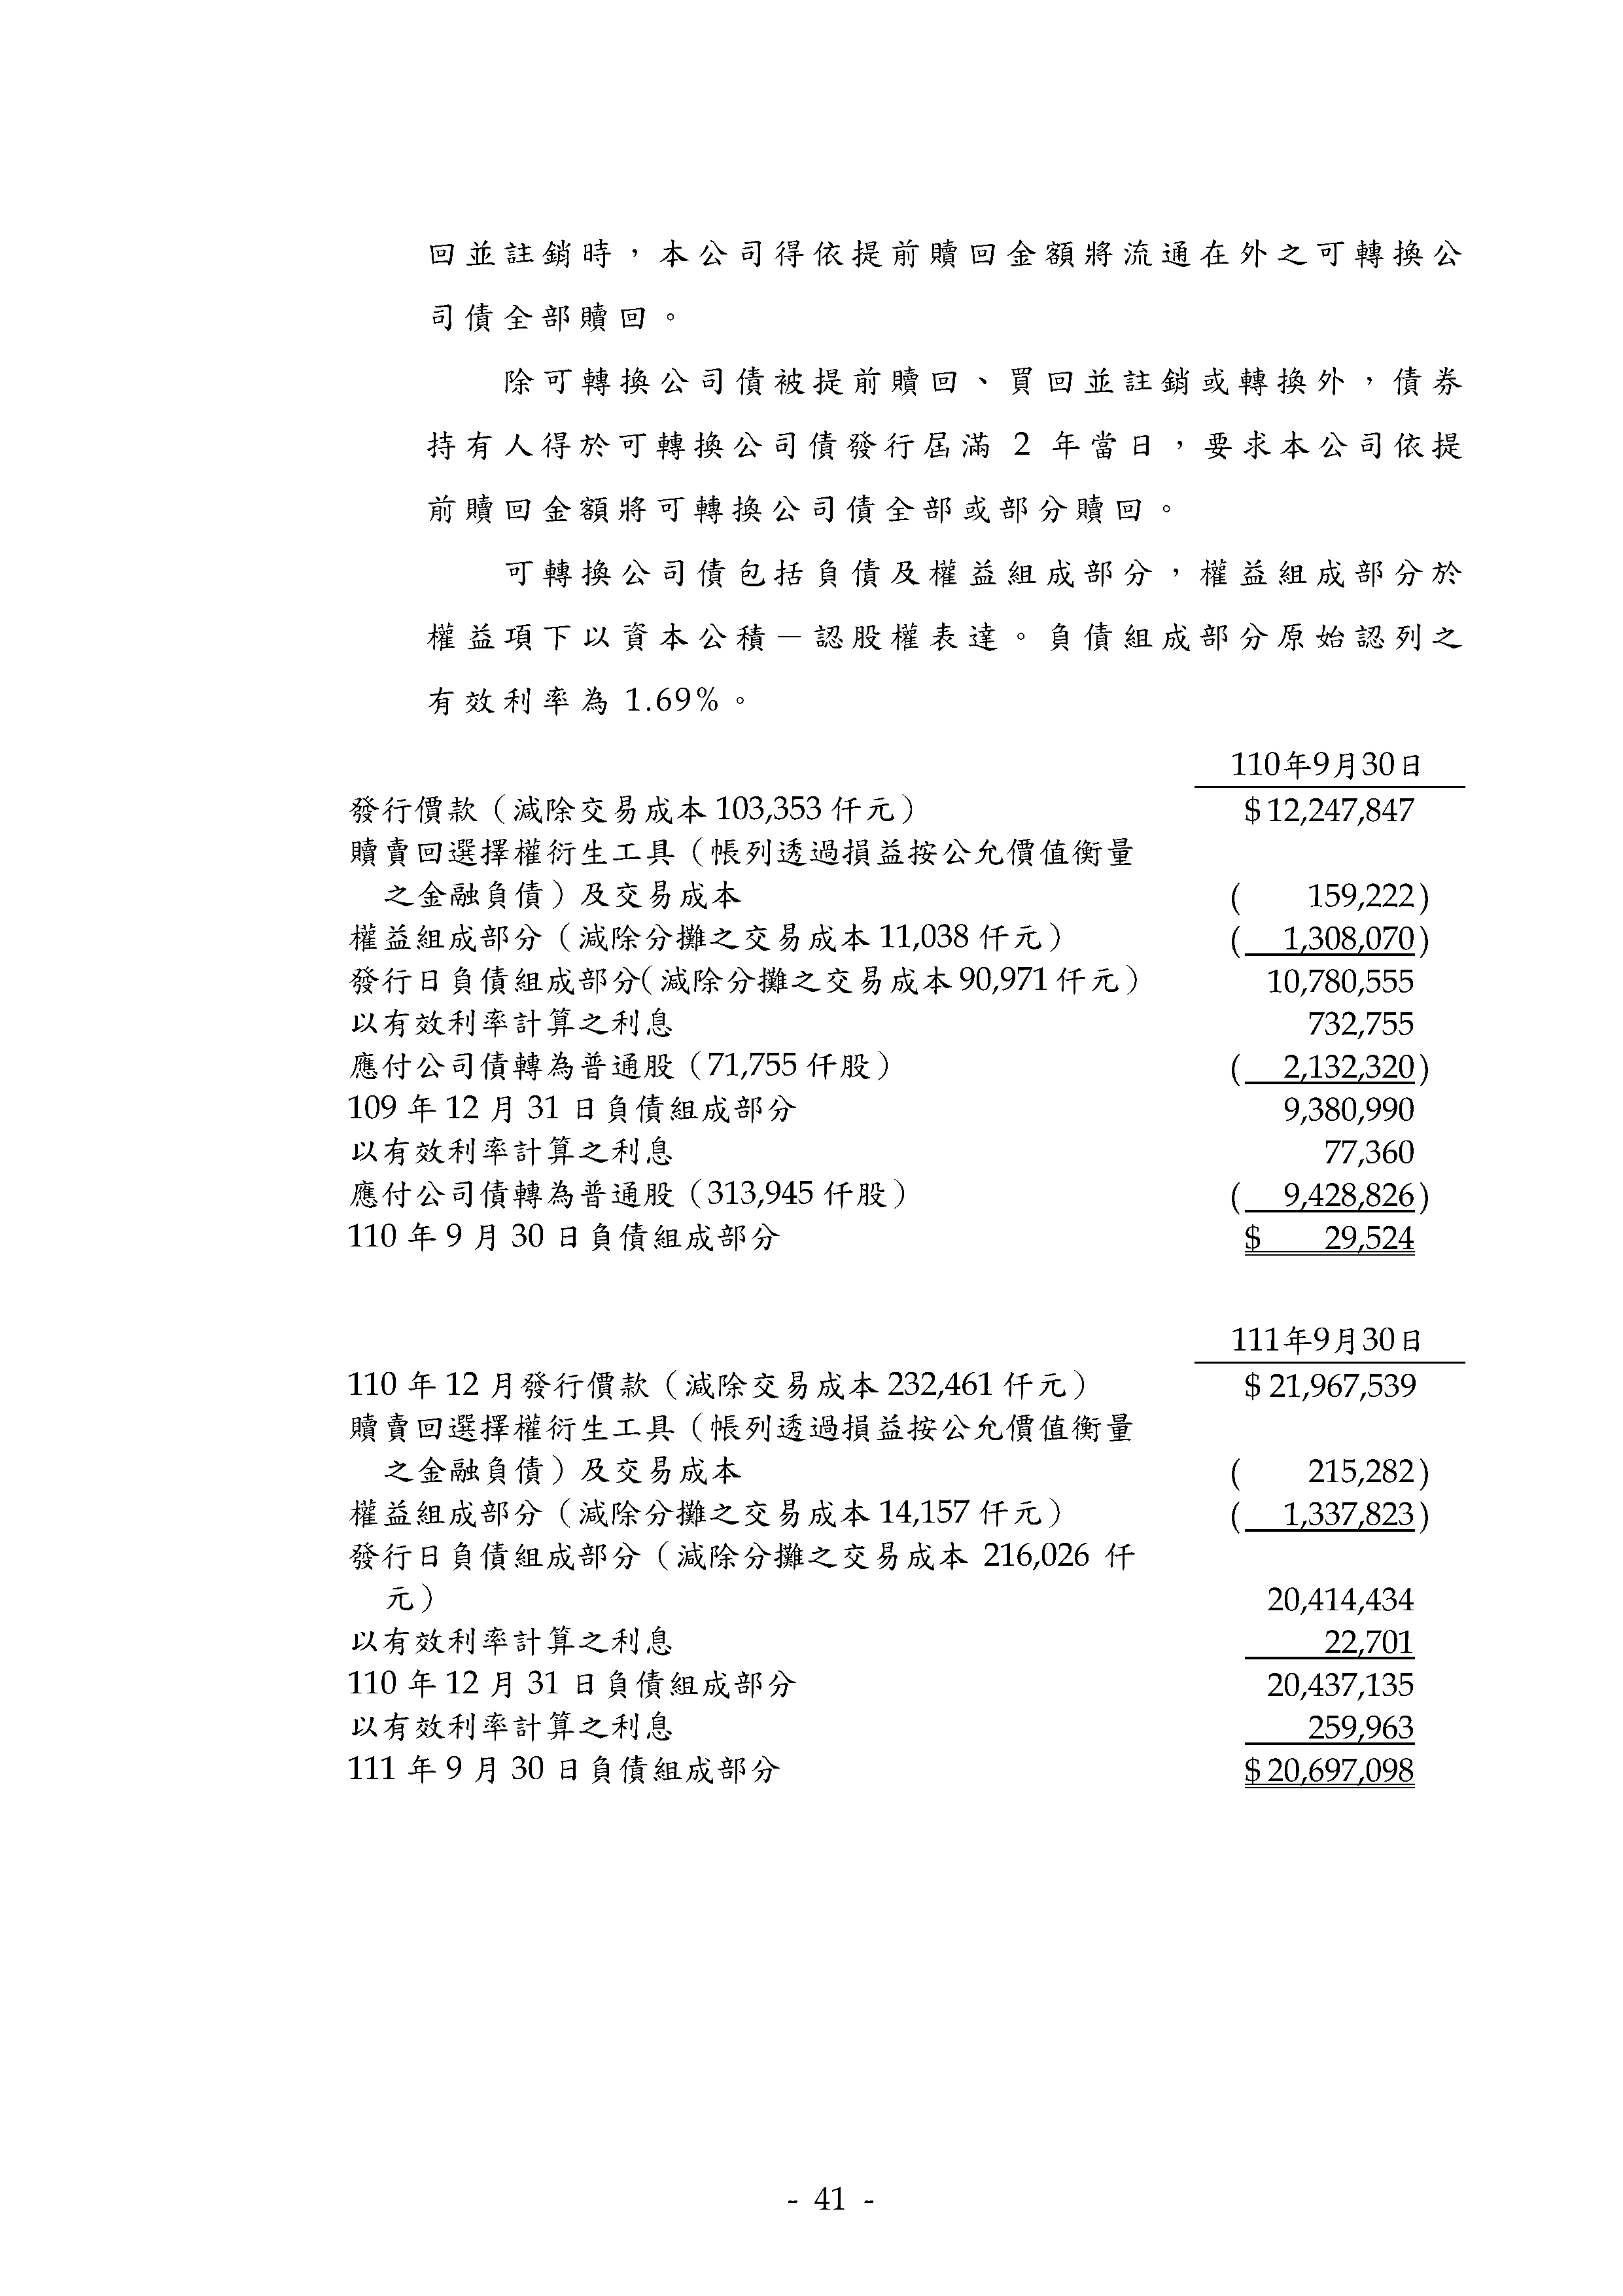 回並註銷時，本公司得依提前贖回金額將流通在外之可轉換公
司債全部贖回。
除可轉換公司債被提前贖回、買回並註銷或轉換外，債券
持有人得於可轉換公司債發行屆滿 2 年當日，要求本公司依提
前贖回金額將可轉換公司債全部或部分贖回。
可轉換公司債包括負債及權益組成部分，權益組成部分於
權益項下以資本公積－認股權表達。負債組成部分原始認列之
有效利率為 1.69%。
110年9月30日
發行價款（減除交易成本 103,353 仟元） $ 12,247,847
贖賣回選擇權衍生工具（帳列透過損益按公允價值衡量
之金融負債）及交易成本 ( 159,222)
權益組成部分（減除分攤之交易成本 11,038 仟元） ( 1,308,070)
發行日負債組成部分(減除分攤之交易成本 90,971 仟元） 10,780,555
以有效利率計算之利息 732,755
應付公司債轉為普通股（71,755 仟股） ( 2,132,320)
109 年 12 月 31 日負債組成部分 9,380,990
以有效利率計算之利息 77,360
應付公司債轉為普通股（313,945 仟股） ( 9,428,826)
110 年 9 月 30 日負債組成部分 $ 29,524
111年9月30日
110 年 12 月發行價款（減除交易成本 232,461 仟元） $ 21,967,539
贖賣回選擇權衍生工具（帳列透過損益按公允價值衡量
之金融負債）及交易成本 ( 215,282)
權益組成部分（減除分攤之交易成本 14,157 仟元） ( 1,337,823)
發行日負債組成部分（減除分攤之交易成本 216,026 仟
元） 20,414,434
以有效利率計算之利息 22,701
110 年 12 月 31 日負債組成部分 20,437,135
以有效利率計算之利息 259,963
111 年 9 月 30 日負債組成部分 $ 20,697,098
- 41 -